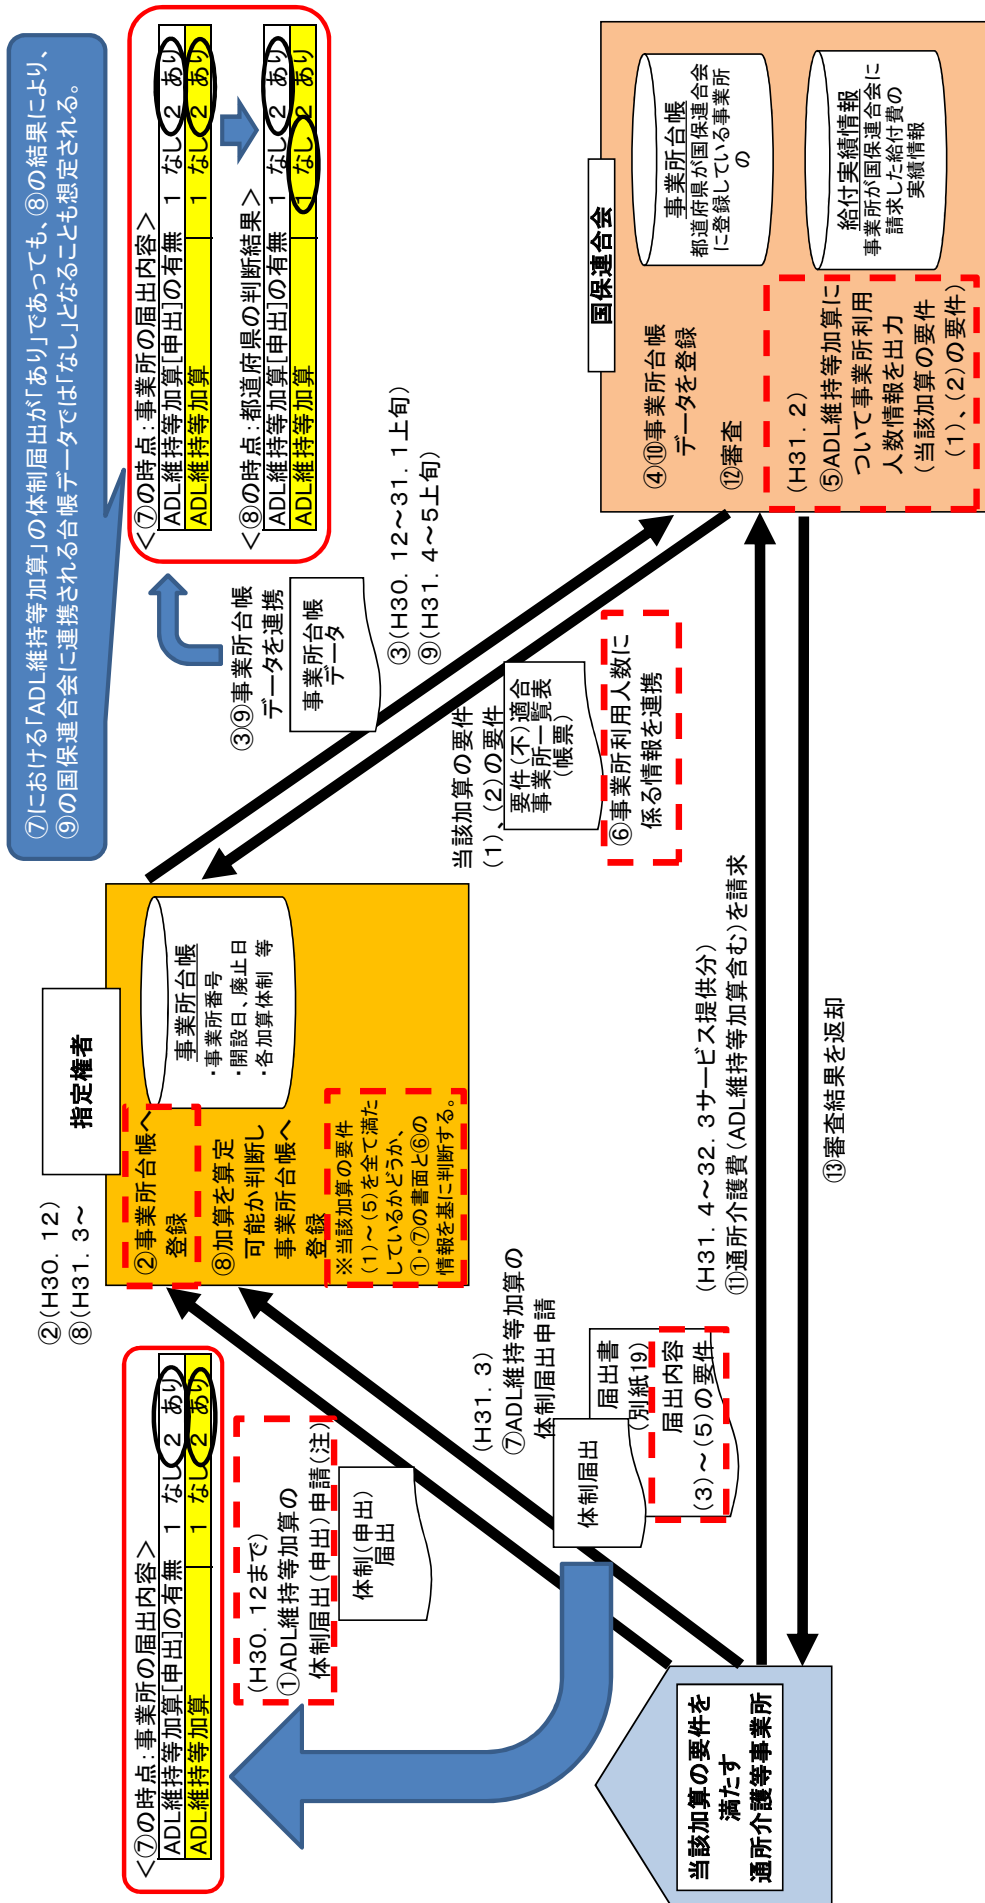 ⑦における「ADL維持等加算」の体制届出が「あり」であっても、⑧の結果により、
⑨の国保連合会に連携される台帳データでは「なし」となることも想定される。
<⑦の時点:事業所の届出内容>
ADL維持等加算[申出]の有無 1 なし 2 あり
ADL維持等加算 1 なし 2 あり
②(H30.12)
⑧(H31.3~
指定権者
②事業所台帳へ
登録
⑧加算を算定
可能か判断し
事業所台帳へ
登録
※当該加算の要件
(1)~(5)を全て満た
しているかどうか、
①・⑦の書面と⑥の
情報を基に判断する。
事業所台帳
・事業所番号
・開設日、廃止日
・各加算体制 等
③⑨事業所台帳
データを連携
事業所台帳
データ
③(H30.12~31.1上旬)
⑨(H31.4~5上旬)
<⑦の時点:事業所の届出内容>
ADL維持等加算[申出]の有無 1 なし 2 あり
ADL維持等加算 1 なし 2 あり
<⑧の時点:都道府県の判断結果>
ADL維持等加算[申出]の有無 1 なし 2 あり
ADL維持等加算 1 なし 2 あり
(H30.12まで)
①ADL維持等加算の
体制届出(申出)申請(注)
体制(申出)
届出
(H31.3)
⑦ADL維持等加算の
体制届出申請
体制届出
届出書
(別紙19)
届出内容
(3)~(5)の要件
当該加算の要件
(1)、(2)の要件
要件(不)適合
事業所一覧表
(帳票)
⑥事業所利用人数に
係る情報を連携
国保連合会
④⑩事業所台帳
データを登録
⑫審査
(H31.2)
⑤ADL維持等加算に
ついて事業所利用
人数情報を出力
(当該加算の要件
(1)、(2)の要件)
事業所台帳
都道府県が国保連合会
に登録している事業所
の
給付実績情報
事業所が国保連合会に
請求した給付費の
実績情報
当該加算の要件を
満たす
通所介護等事業所
(H31.4~32.3サービス提供分)
⑪通所介護費(ADL維持等加算含む)を請求
⑬審査結果を返却